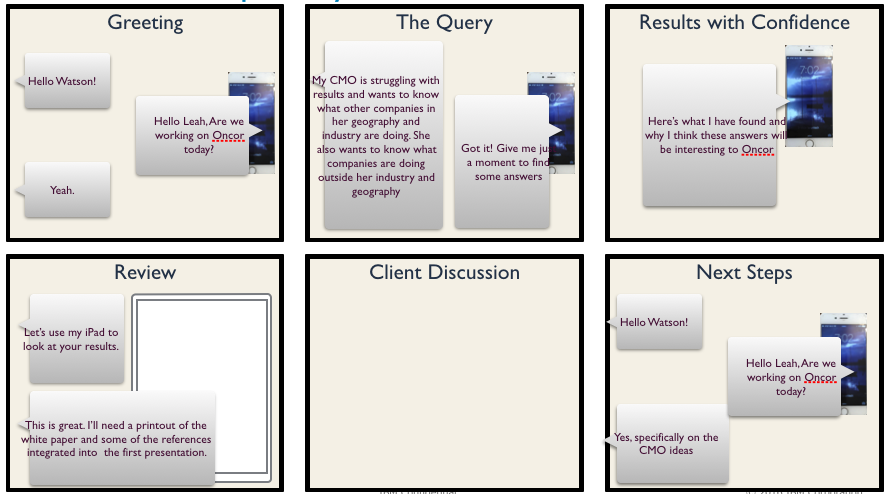 Greeting
Hello Watson!
Hello Leah, Are we
working on Oncor
today?
Yeah.
The Query
My CMO is struggling with
results and wants to know
what other companies in
her geography and
industry are doing. She
also wants to know what
companies are doing
outside her industry and
geography
Got it! Give me just
a moment to find
some answers
Results with Confidence
7:02
Here's what I have found and
why I think these answers will
be interesting to Oncor
Review
Let's use my iPad to
look at your results.
This is great. I'll need a printout of the
white paper and some of the references
integrated into the first presentation.
Client Discussion
Next Steps
Hello Watson!
Hello Leah, Are we
working on Oncor
today?
Yes, specifically on the
CMO ideas